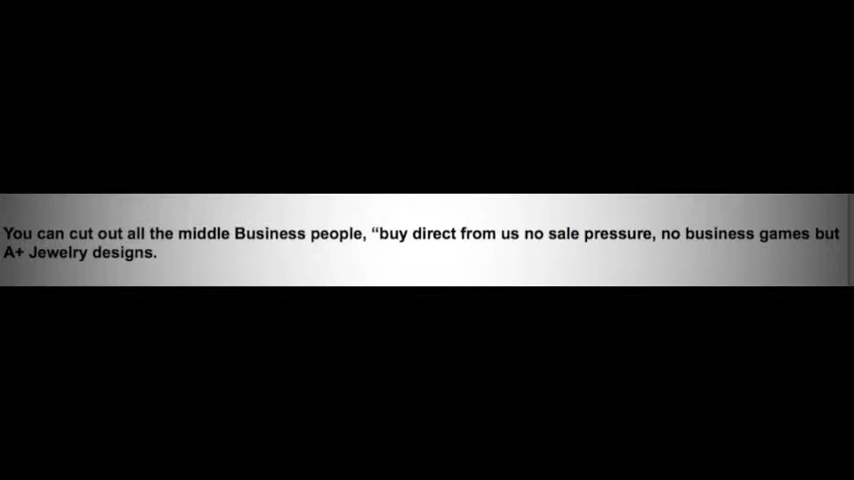 You can cut out all the middle Business people, “buy direct from us no sale pressure, no business games but
A+ Jewelry designs.